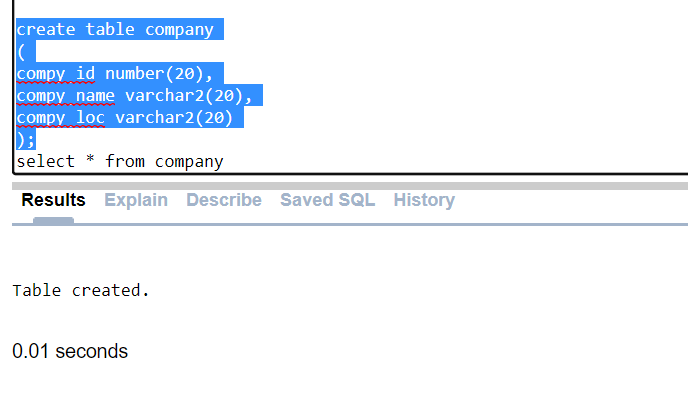 create table company
(
compy_id number(20),
compy_name varchar2(20),
compy_loc varchar2(20)
);
select * from company
Results Explain Describe Saved SQL History
Table created.
0.01 seconds